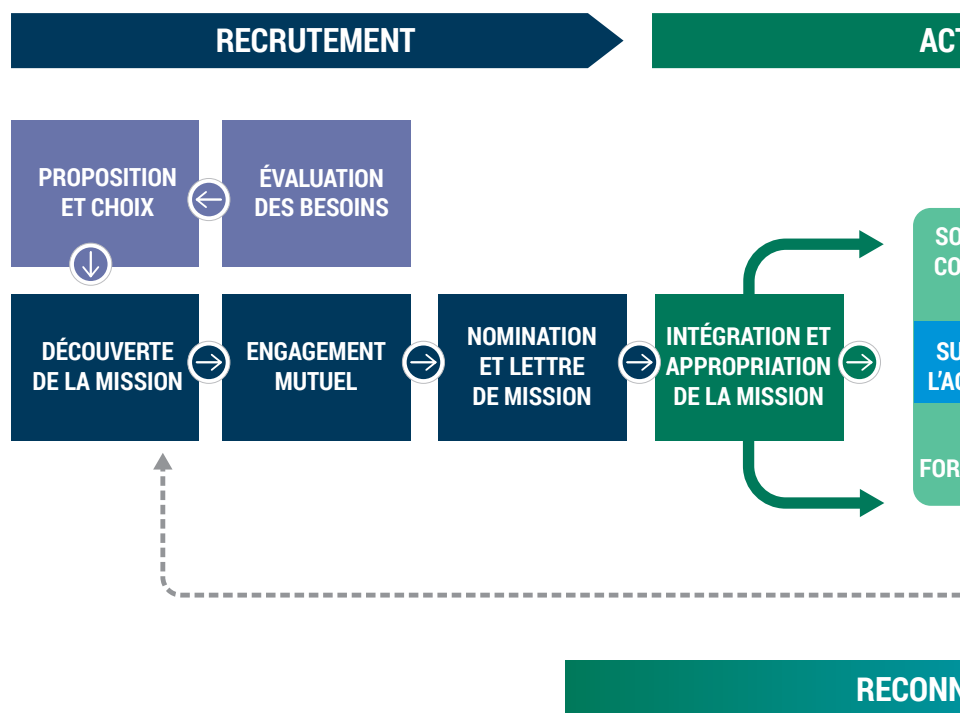 RECRUTEMENT
PROPOSITION
ET CHOIX
ÉVALUATION
DES BESOINS
DÉCOUVERTE
DE LA MISSION
ENGAGEMENT
MUTUEL
NOMINATION
ET LETTRE
DE MISSION
INTÉGRATION ET
APPROPRIATION
DE LA MISSION